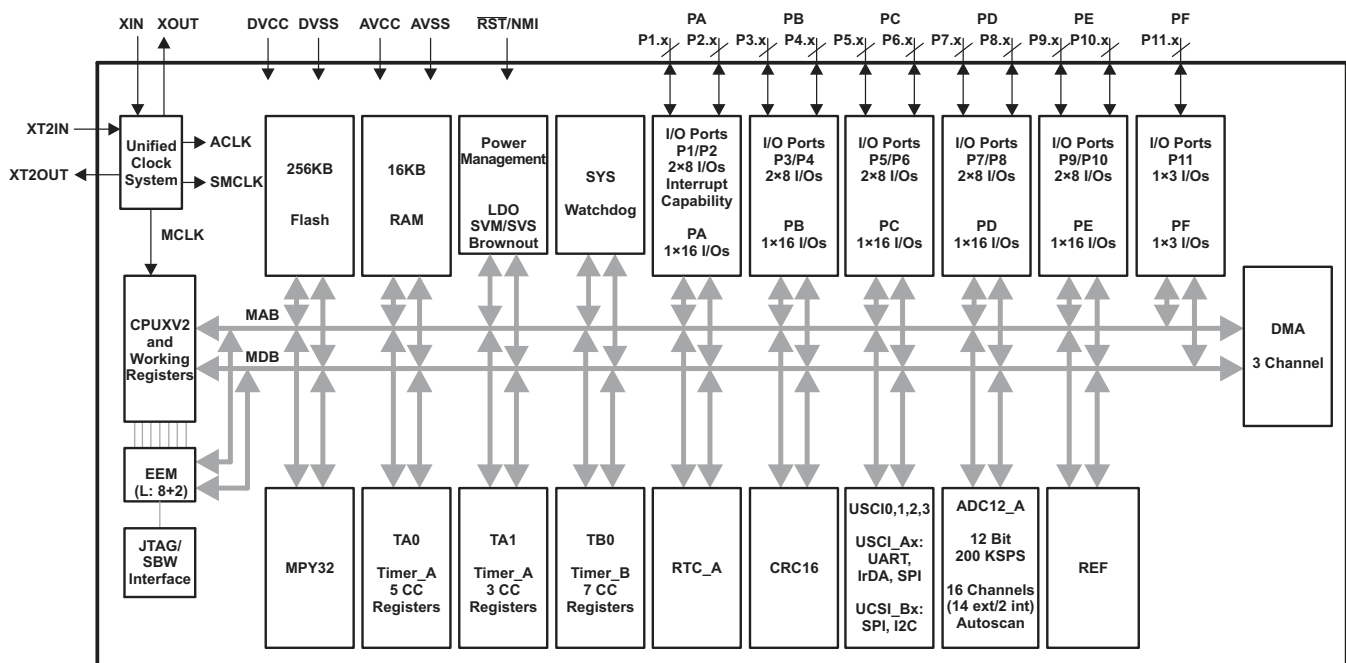 XIN XOUT DVCC DVSS AVCC AVSS RST/NMI
PA PB PC PD PE PF
P1.x P2.x P3.x P4.x P5.x P6.x P7.x P8.x P9.x P10.x P11.x
XT2IN
XT2OUT
Unified
Clock
System
ACLK
SMCLK
MCLK
256KB
Flash
16KB
RAM
Power
Management
LDO
SVM/SVS
Brownout
SYS
Watchdog
I/O Ports
P1/P2
2×8 I/Os
Interrupt
Capability
PA
1×16 I/Os
I/O Ports
P3/P4
2×8 I/Os
PB
1×16 I/Os
I/O Ports
P5/P6
2×8 I/Os
PC
1×16 I/Os
I/O Ports
P7/P8
2×8 I/Os
PD
1×16 I/Os
I/O Ports
P9/P10
2×8 I/Os
PE
1×16 I/Os
I/O Ports
P11
1×3 I/Os
PF
1×3 I/Os
CPUXV2
and
Working
Registers
MAB
MDB
DMA
3 Channel
EEM
(L: 8+2)
JTAG/
SBW
Interface
MPY32
TA0
Timer_A
5 CC
Registers
TA1
Timer_A
3 CC
Registers
TB0
Timer_B
7 CC
Registers
RTC_A
CRC16
USCI0,1,2,3
USCI_Ax:
UART,
IrDA, SPI
UCSI_Bx:
SPI, I2C
ADC12_A
12 Bit
200 KSPS
16 Channels
(14 ext/2 int)
Autoscan
REF